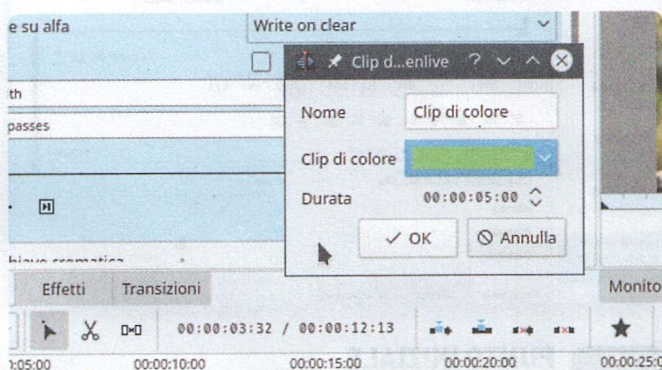 e su alfa
Write on clear
Clip d...enlive ?
th
passes
Nome
Clip di colore
Clip di colore
Durata
00:00:05:00
OK
Annulla
Effetti
Transizioni
Monito
00:00:03:32 / 00:00:12:13
):05:00
00:00:10:00
00:00:15:00
00:00:20:00
00:00:25:0